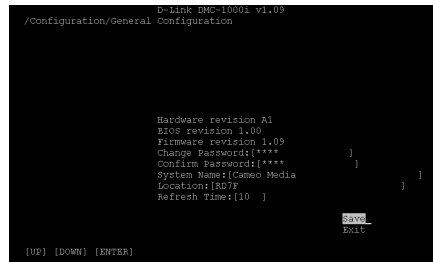 D-Link DMC-1000i v1.09
/Configuration/General Configuration
Hardware revision A1
BIOS revision 1.00
Firmware revision 1.09
Change Password:[**** ]
Confirm Password:[**** ]
System Name:[Cameo Media ]
Location:[RD7F ]
Refresh Time:[10 ]
Save
Exit
[UP] [DOWN] [ENTER]